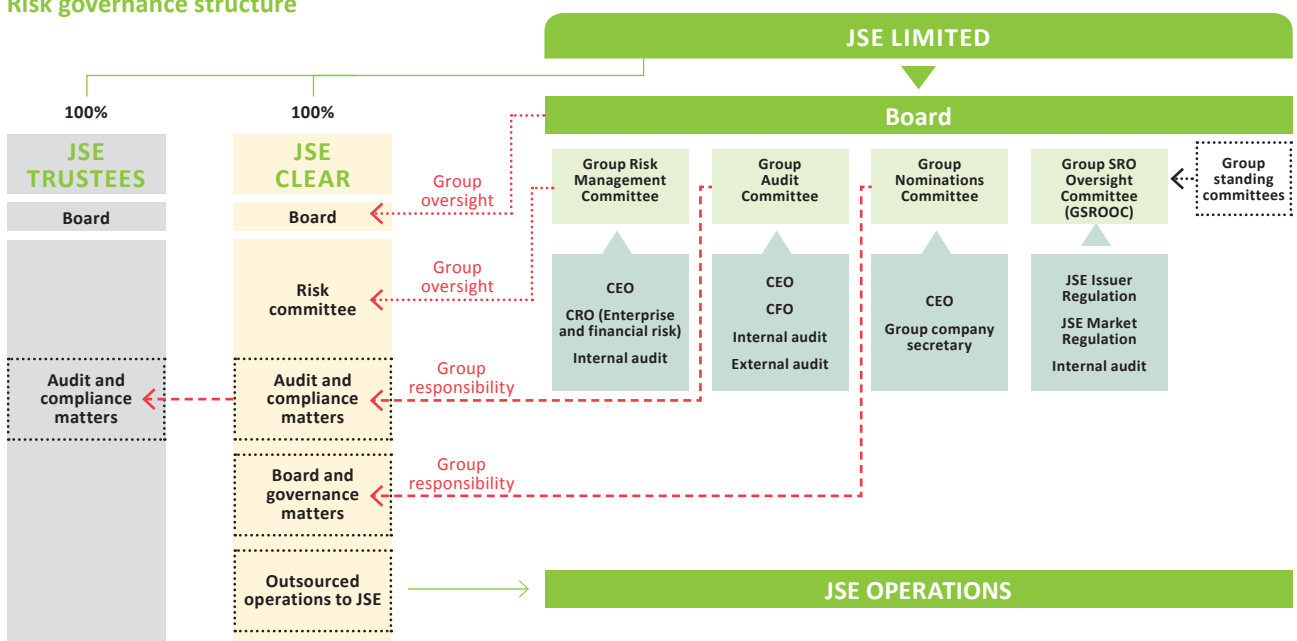 Risk governance structure
JSE LIMITED
100%
100%
Board
JSE
TRUSTEES
Board
JSE
CLEAR
Board
Risk
committee
Audit and
compliance
matters
Audit and
compliance
matters
Board and
governance
matters
Outsourced
operations to JSE
Group
oversight
Group
oversight
Group
responsibility
Group
responsibility
Group Risk
Management
Committee
Group
Audit
Committee
Group
Nominations
Committee
Group SRO
Oversight
Committee
(GSROOC)
Group
standing
committees
CEO
CRO (Enterprise
and financial risk)
Internal audit
CEO
CFO
Internal audit
External audit
CEO
Group company
secretary
JSE Issuer
Regulation
JSE Market
Regulation
Internal audit
JSE OPERATIONS